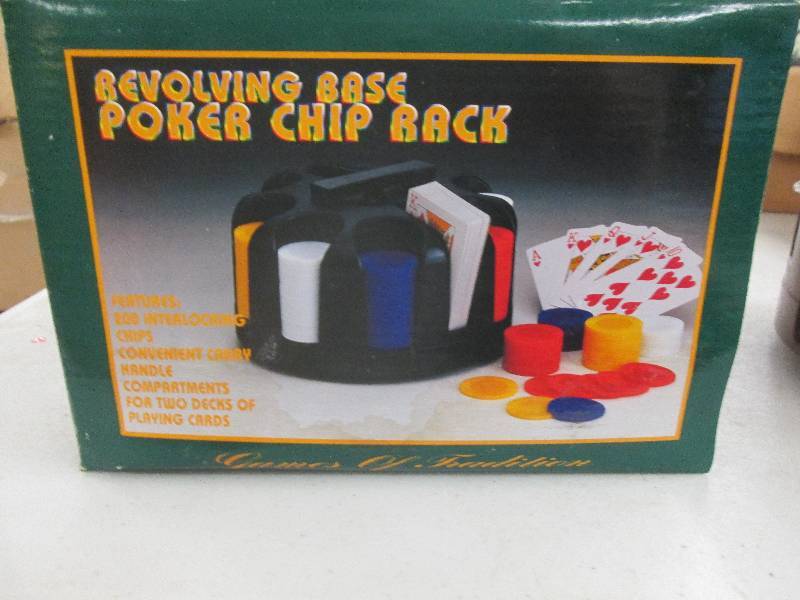 REVOLVING BASE
POKER CHIP RACK
FEATURES:
200 INTERLOCKING
CHIPS
CONVENIENT CARRY
HANDLE
COMPARTMENTS
FOR TWO DECKS OF
PLAYING CARDS
Games Of Tradition